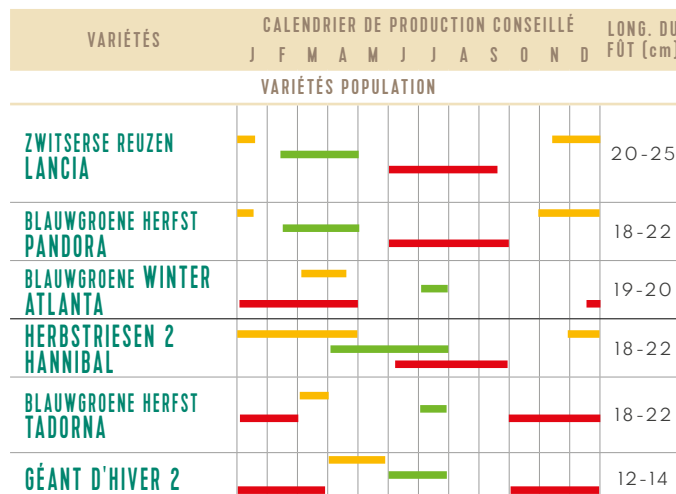 VARIÉTÉS
CALENDRIER DE PRODUCTION CONSEILLÉ
J F M A M J J A S O N D
LONG. DU
FÛT (cm)
VARIÉTÉS POPULATION
ZWITSERSE REUZEN
LANCIA
20-25
BLAUWGROENE HERFST
PANDORA
18-22
BLAUWGROENE WINTER
ATLANTA
19-20
HERBSTRIESEN 2
HANNIBAL
18-22
BLAUWGROENE HERFST
TADORNA
18-22
GÉANT D'HIVER 2
12-14